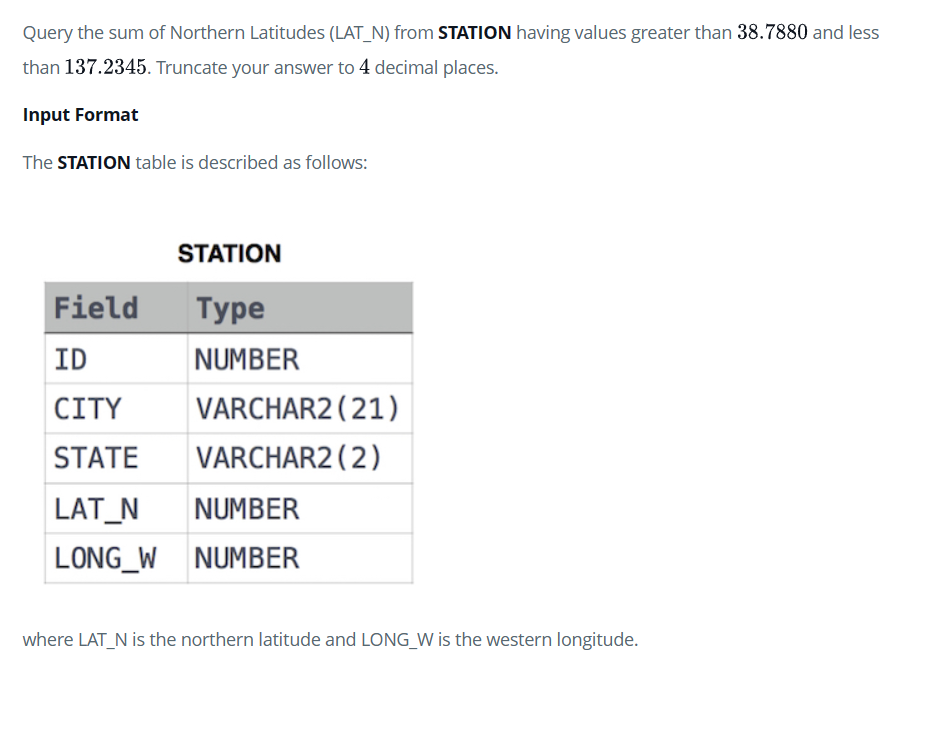 Query the sum of Northern Latitudes (LAT_N) from STATION having values greater than 38.7880 and less
than 137.2345. Truncate your answer to 4 decimal places.
Input Format
The STATION table is described as follows:
STATION
Field Type
ID NUMBER
CITY VARCHAR2(21)
STATE VARCHAR2(2)
LAT_N NUMBER
LONG_W NUMBER
where LAT_N is the northern latitude and LONG_W is the western longitude.